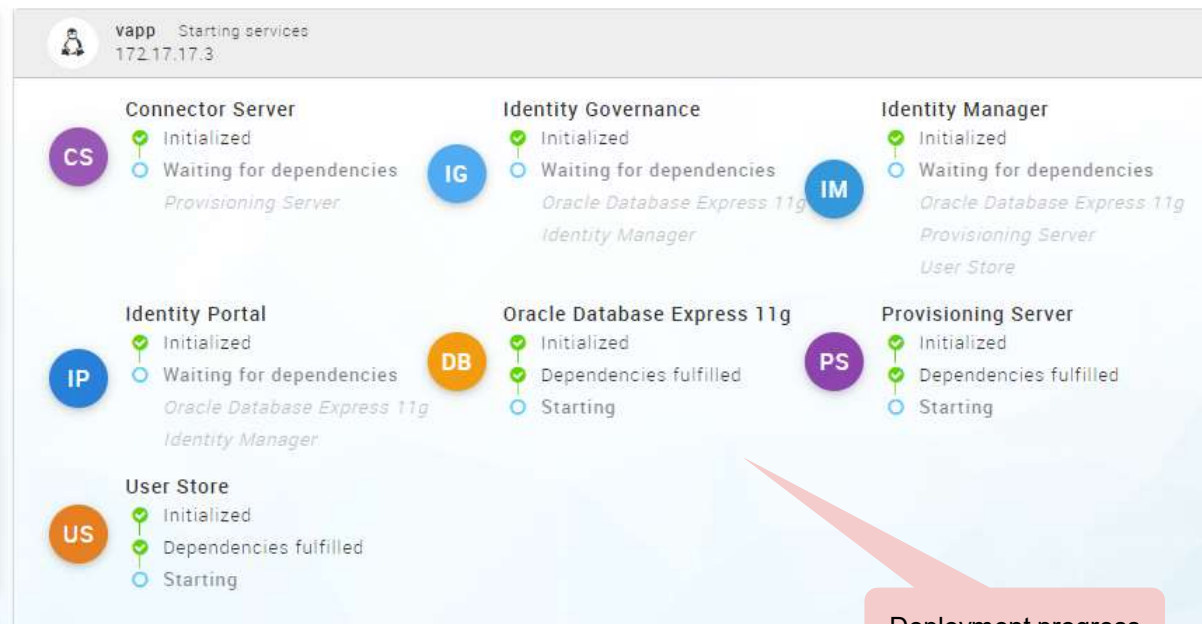 vapp Starting services
172.17.17.3
Connector Server
CS
Initialized
Waiting for dependencies
Provisioning Server
Identity Governance
IG
Initialized
Waiting for dependencies
Oracle Database Express 11g
Identity Manager
Identity Manager
IM
Initialized
Waiting for dependencies
Oracle Database Express 11g
Provisioning Server
User Store
Identity Portal
IP
Initialized
Waiting for dependencies
Oracle Database Express 11g
Identity Manager
Oracle Database Express 11g
DB
Initialized
Dependencies fulfilled
Starting
Provisioning Server
PS
Initialized
Dependencies fulfilled
Starting
User Store
US
Initialized
Dependencies fulfilled
Starting
Deployment progress